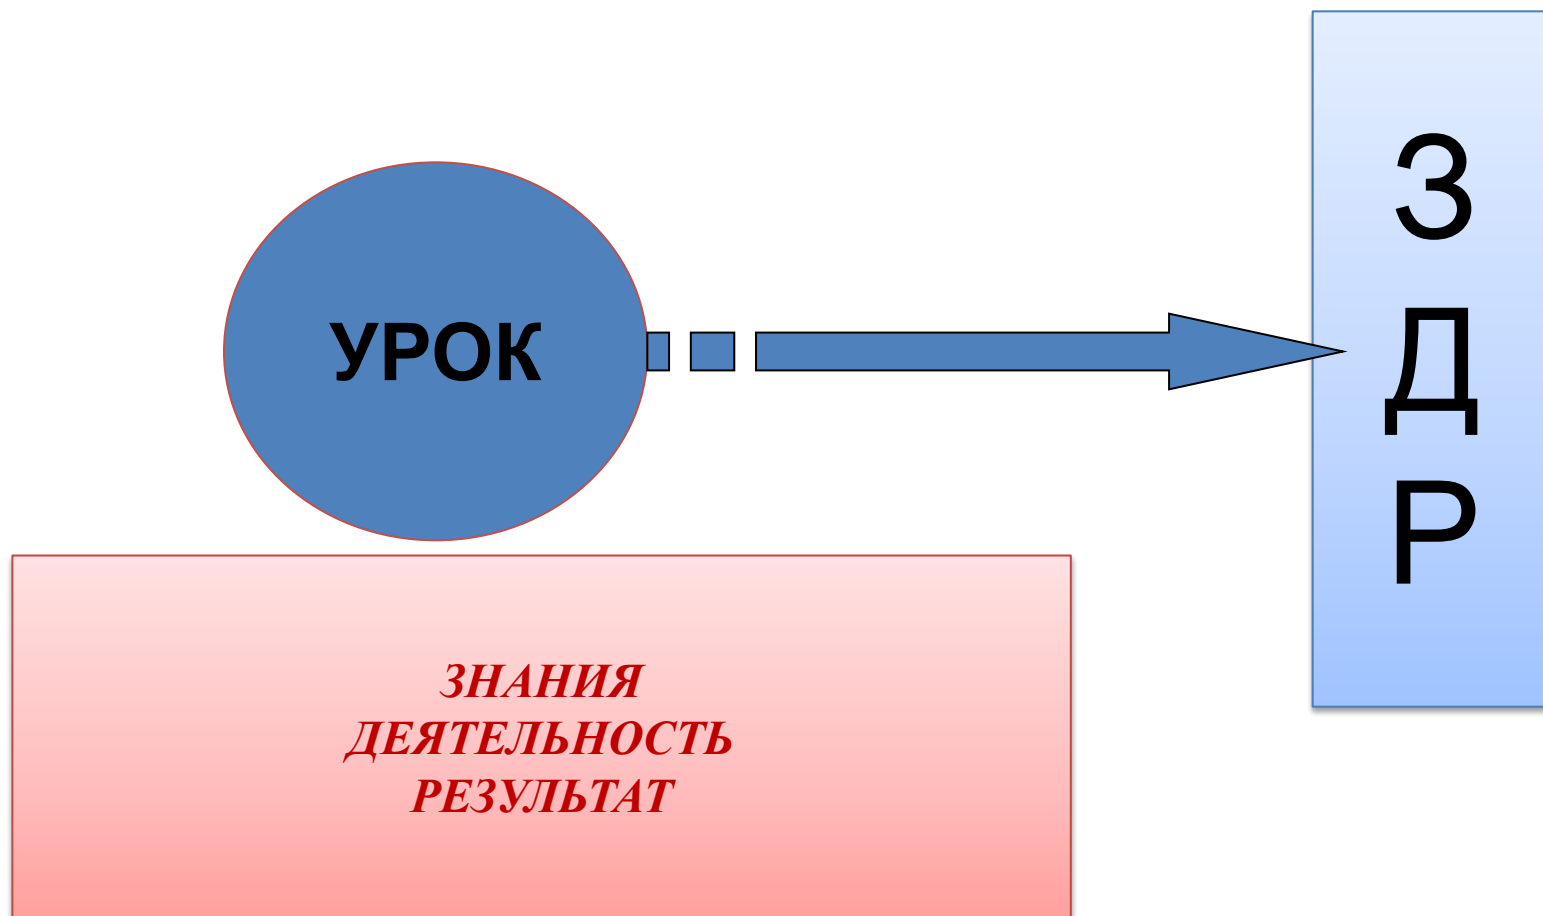 УРОК
З
Д
Р
ЗНАНИЯ
ДЕЯТЕЛЬНОСТЬ
РЕЗУЛЬТАТ